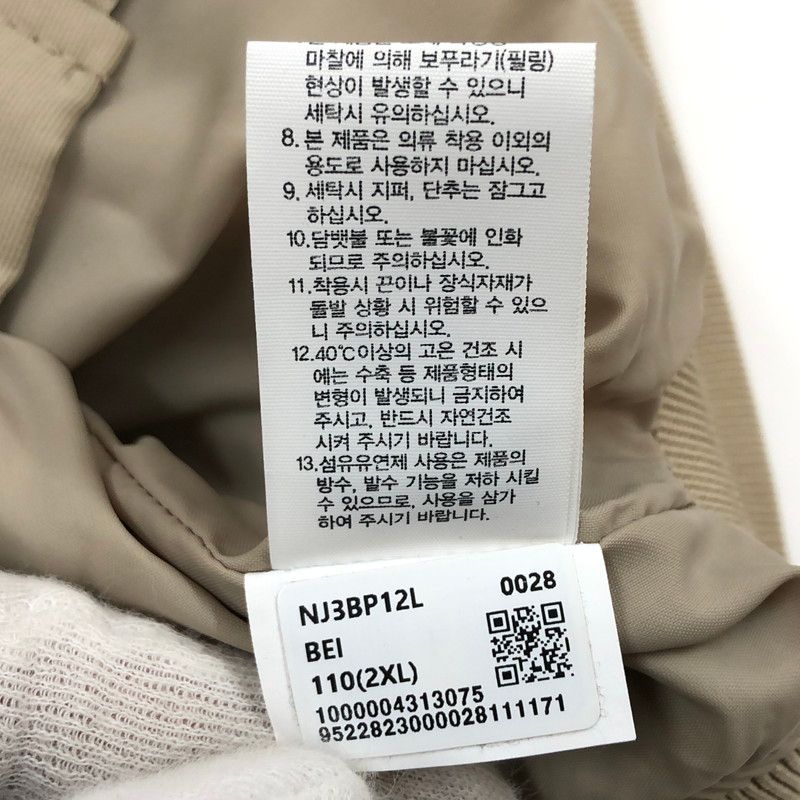 마찰에 의해 보푸라기(필링)
현상이 발생할 수 있으니
세탁시 유의하십시오.
8. 본 제품은 의류 착용 이외의
용도로 사용하지 마십시오.
9. 세탁시 지퍼, 단추는 잠그고
하십시오.
10. 담뱃불 또는 불꽃에 인화
되므로 주의하십시오.
11. 착용시 끈이나 장식자재가
돌발 상황 시 위험할 수 있으
니 주의하십시오.
12. 40℃이상의 고온 건조 시
에는 수축 등 제품형태의
변형이 발생되니 금지하여
주시고, 반드시 자연건조
시켜 주시기 바랍니다.
13. 섬유유연제 사용은 제품의
방수, 발수 기능을 저하 시킬
수 있으므로, 사용을 삼가
하여 주시기 바랍니다.
NJ3BP12L 0028
BEI
110(2XL)
1000004313075
9522823000028111171